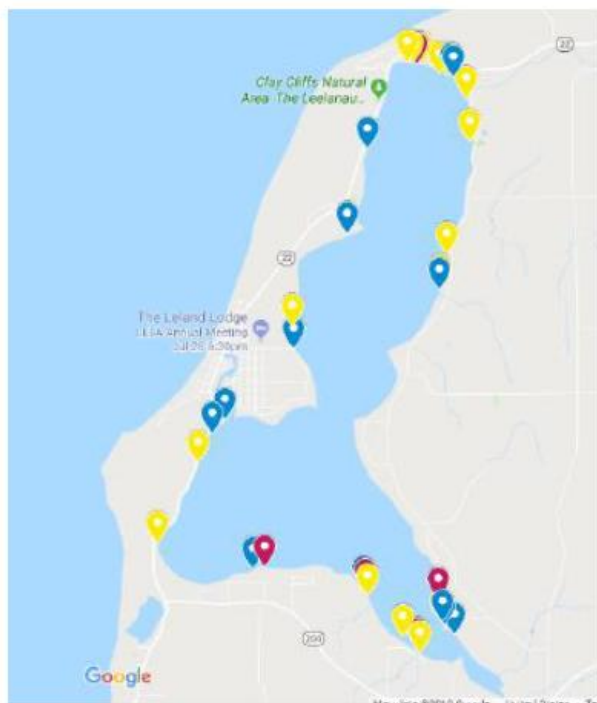 22
Clay Cliffs Natural
Area - The Leelanau...
22
The Leland Lodge
LLSA Annual Meeting
Jul 26 6:30pm
204
Google